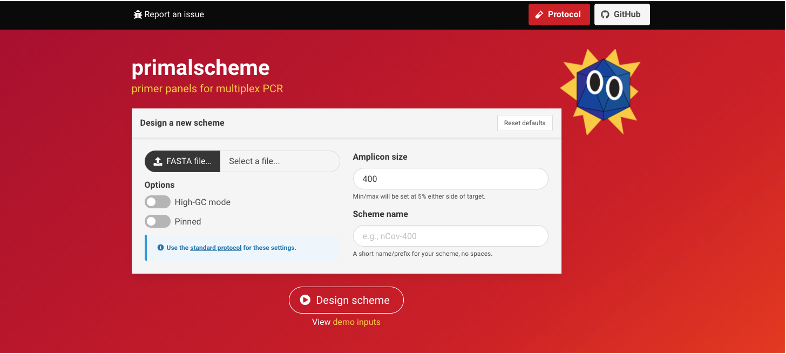 Report an issue
Protocol
GitHub
primalscheme
primer panels for multiplex PCR
Design a new scheme
Reset defaults
FASTA file... Select a file...
Options
High-GC mode
Pinned
Use the standard protocol for these settings.
Amplicon size
400
Min/max will be set at 5% either side of target.
Scheme name
e.g., nCov-400
A short name/prefix for your scheme, no spaces.
Design scheme
View demo inputs